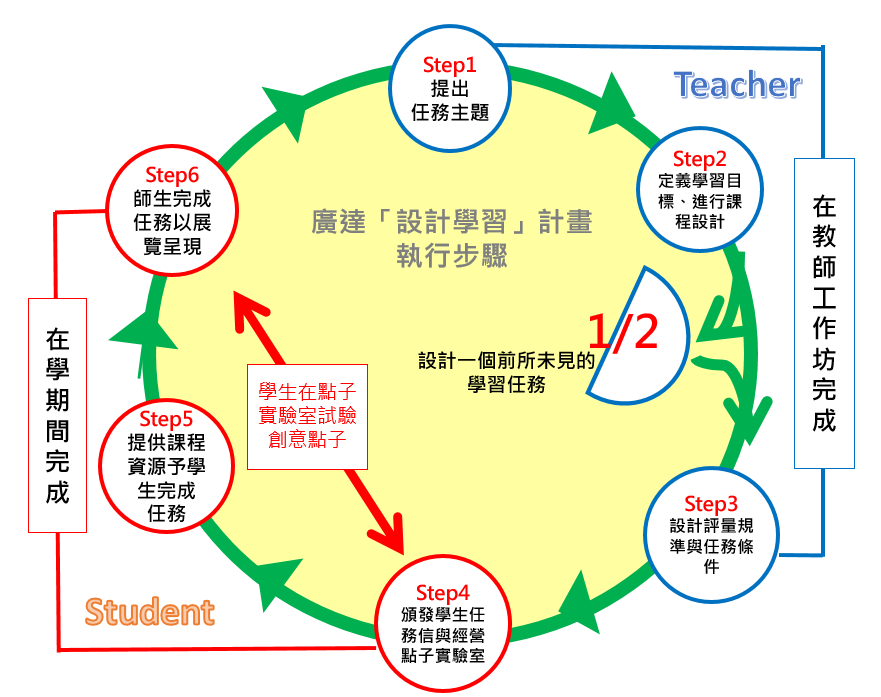 Step1
提出
任務主題
Teacher
Step2
定義學習目
標、進行課
程設計
Step6
師生完成
任務以展
覽呈現
廣達「設計學習」計畫
執行步驟
在教師工作坊完成
1/2
設計一個前所未見的
學習任務
在學期間完成
學生在點子
實驗室試驗
創意點子
Step5
提供課程
資源予學
生完成
任務
Step3
設計評量規
準與任務條
件
Step4
頒發學生任
務信與經營
點子實驗室
Student